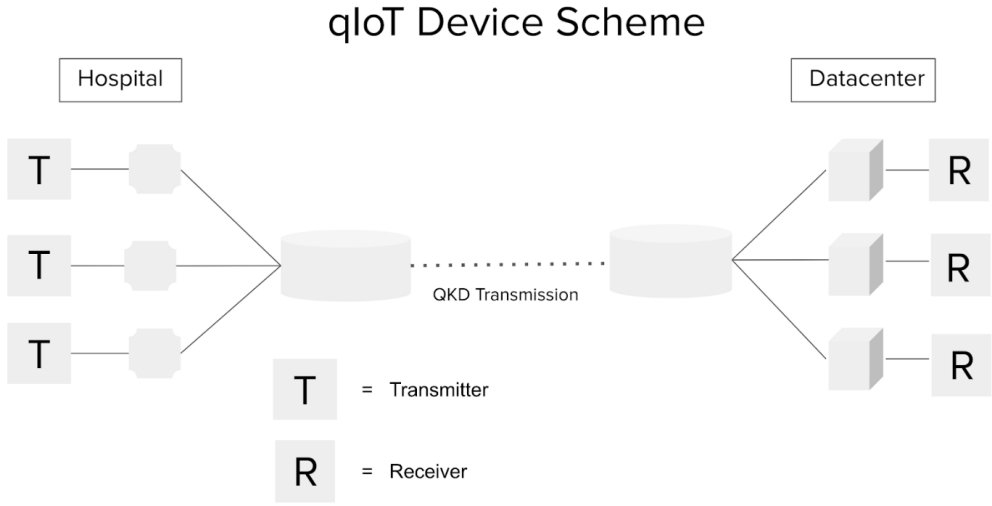 qIoT Device Scheme
Hospital
Datacenter
T
R
T
R
T
R
QKD Transmission
T = Transmitter
R = Receiver